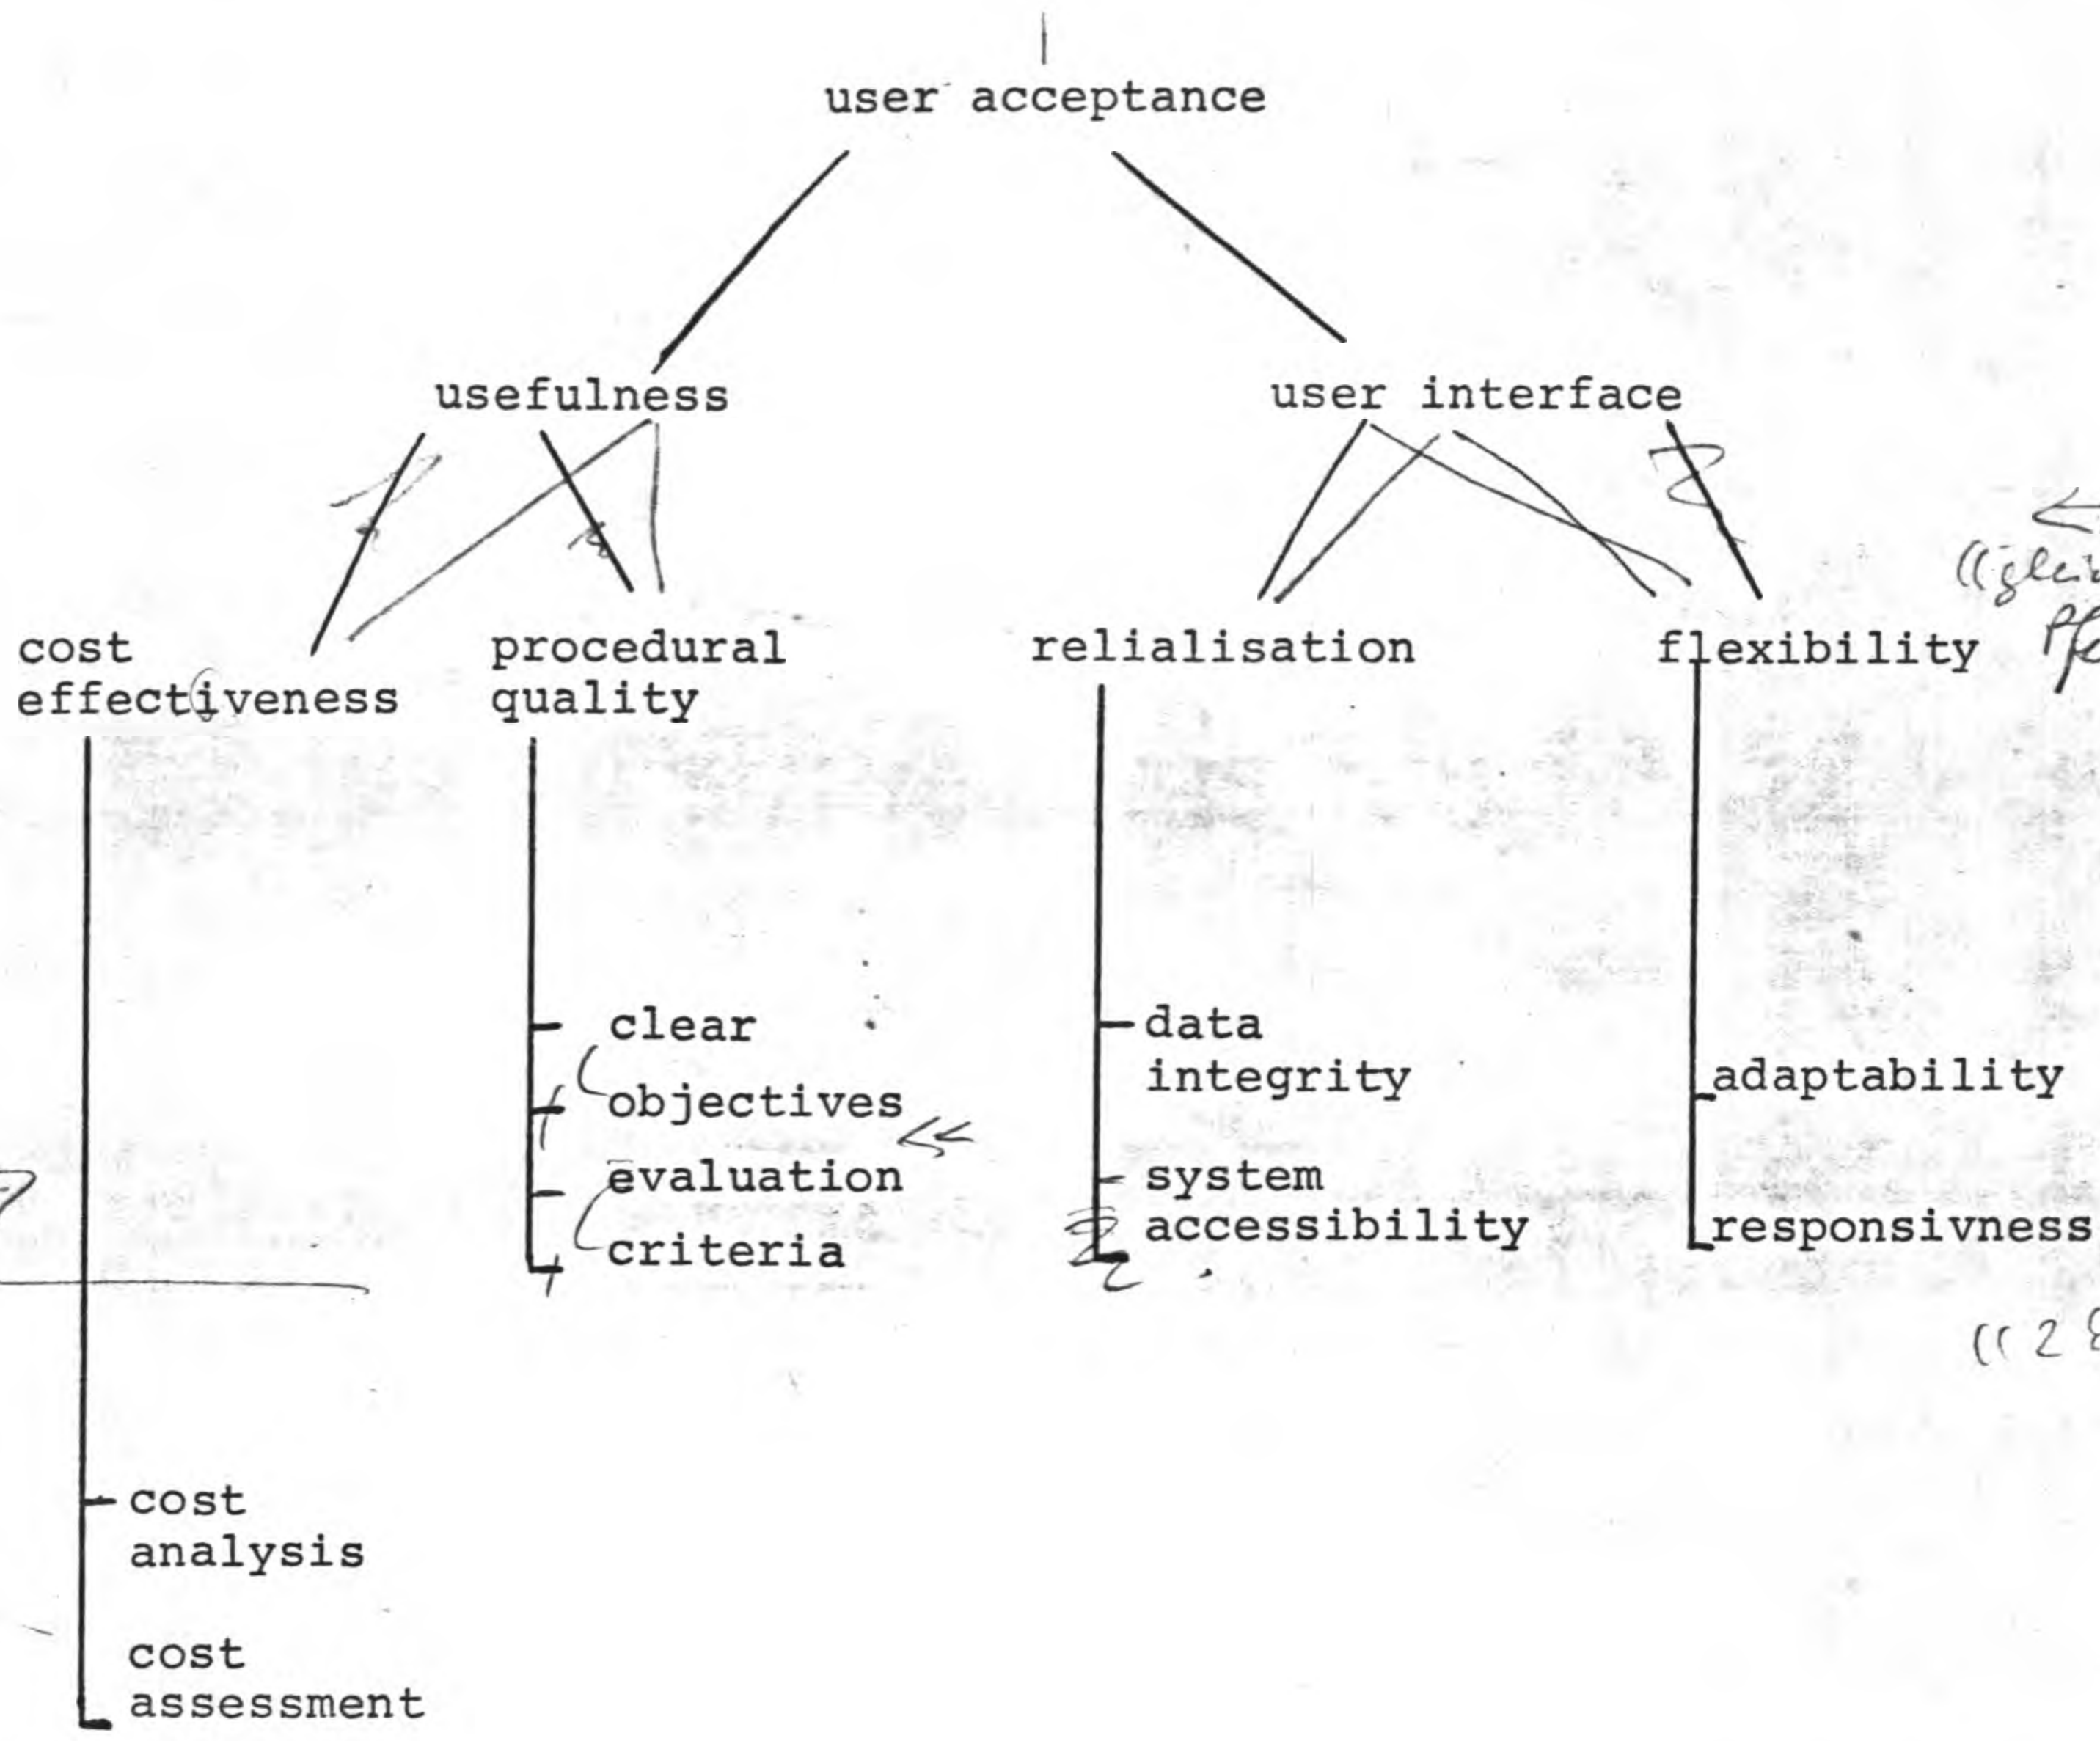 user acceptance
usefulness
user interface
cost
effectiveness
procedural
quality
relialisation
flexibility
clear
objectives
evaluation
criteria
data
integrity
system
accessibility
adaptability
responsivness
cost
analysis
cost
assessment